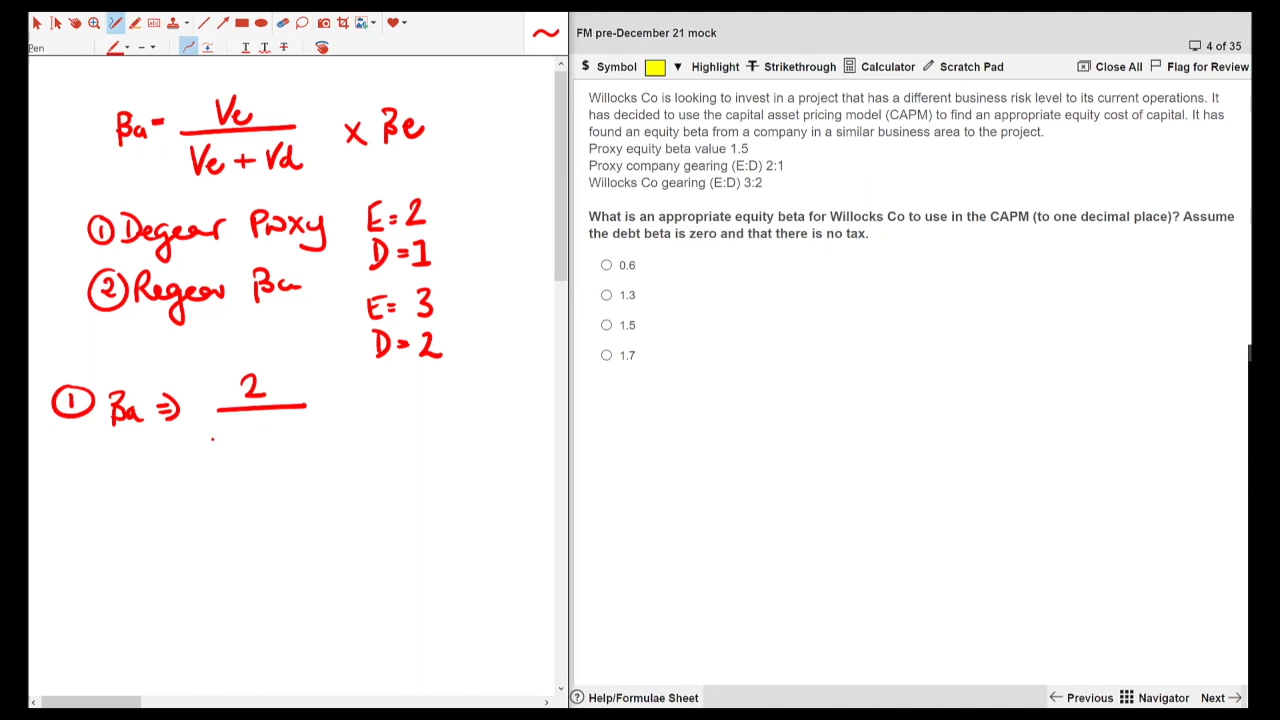 Pen
βa = Ve / Ve + Vd × βe
① Degear Proxy E = 2
D = 1
② Regear βa
E = 3
D = 2
① βa ⇒ 2
FM pre-December 21 mock
4 of 35
$ Symbol ▼ Highlight Strikethrough Calculator Scratch Pad Close All Flag for Review
Willocks Co is looking to invest in a project that has a different business risk level to its current operations. It
has decided to use the capital asset pricing model (CAPM) to find an appropriate equity cost of capital. It has
found an equity beta from a company in a similar business area to the project.
Proxy equity beta value 1.5
Proxy company gearing (E:D) 2:1
Willocks Co gearing (E:D) 3:2
What is an appropriate equity beta for Willocks Co to use in the CAPM (to one decimal place)? Assume
the debt beta is zero and that there is no tax.
0.6
1.3
1.5
1.7
Help/Formulae Sheet Previous Navigator Next